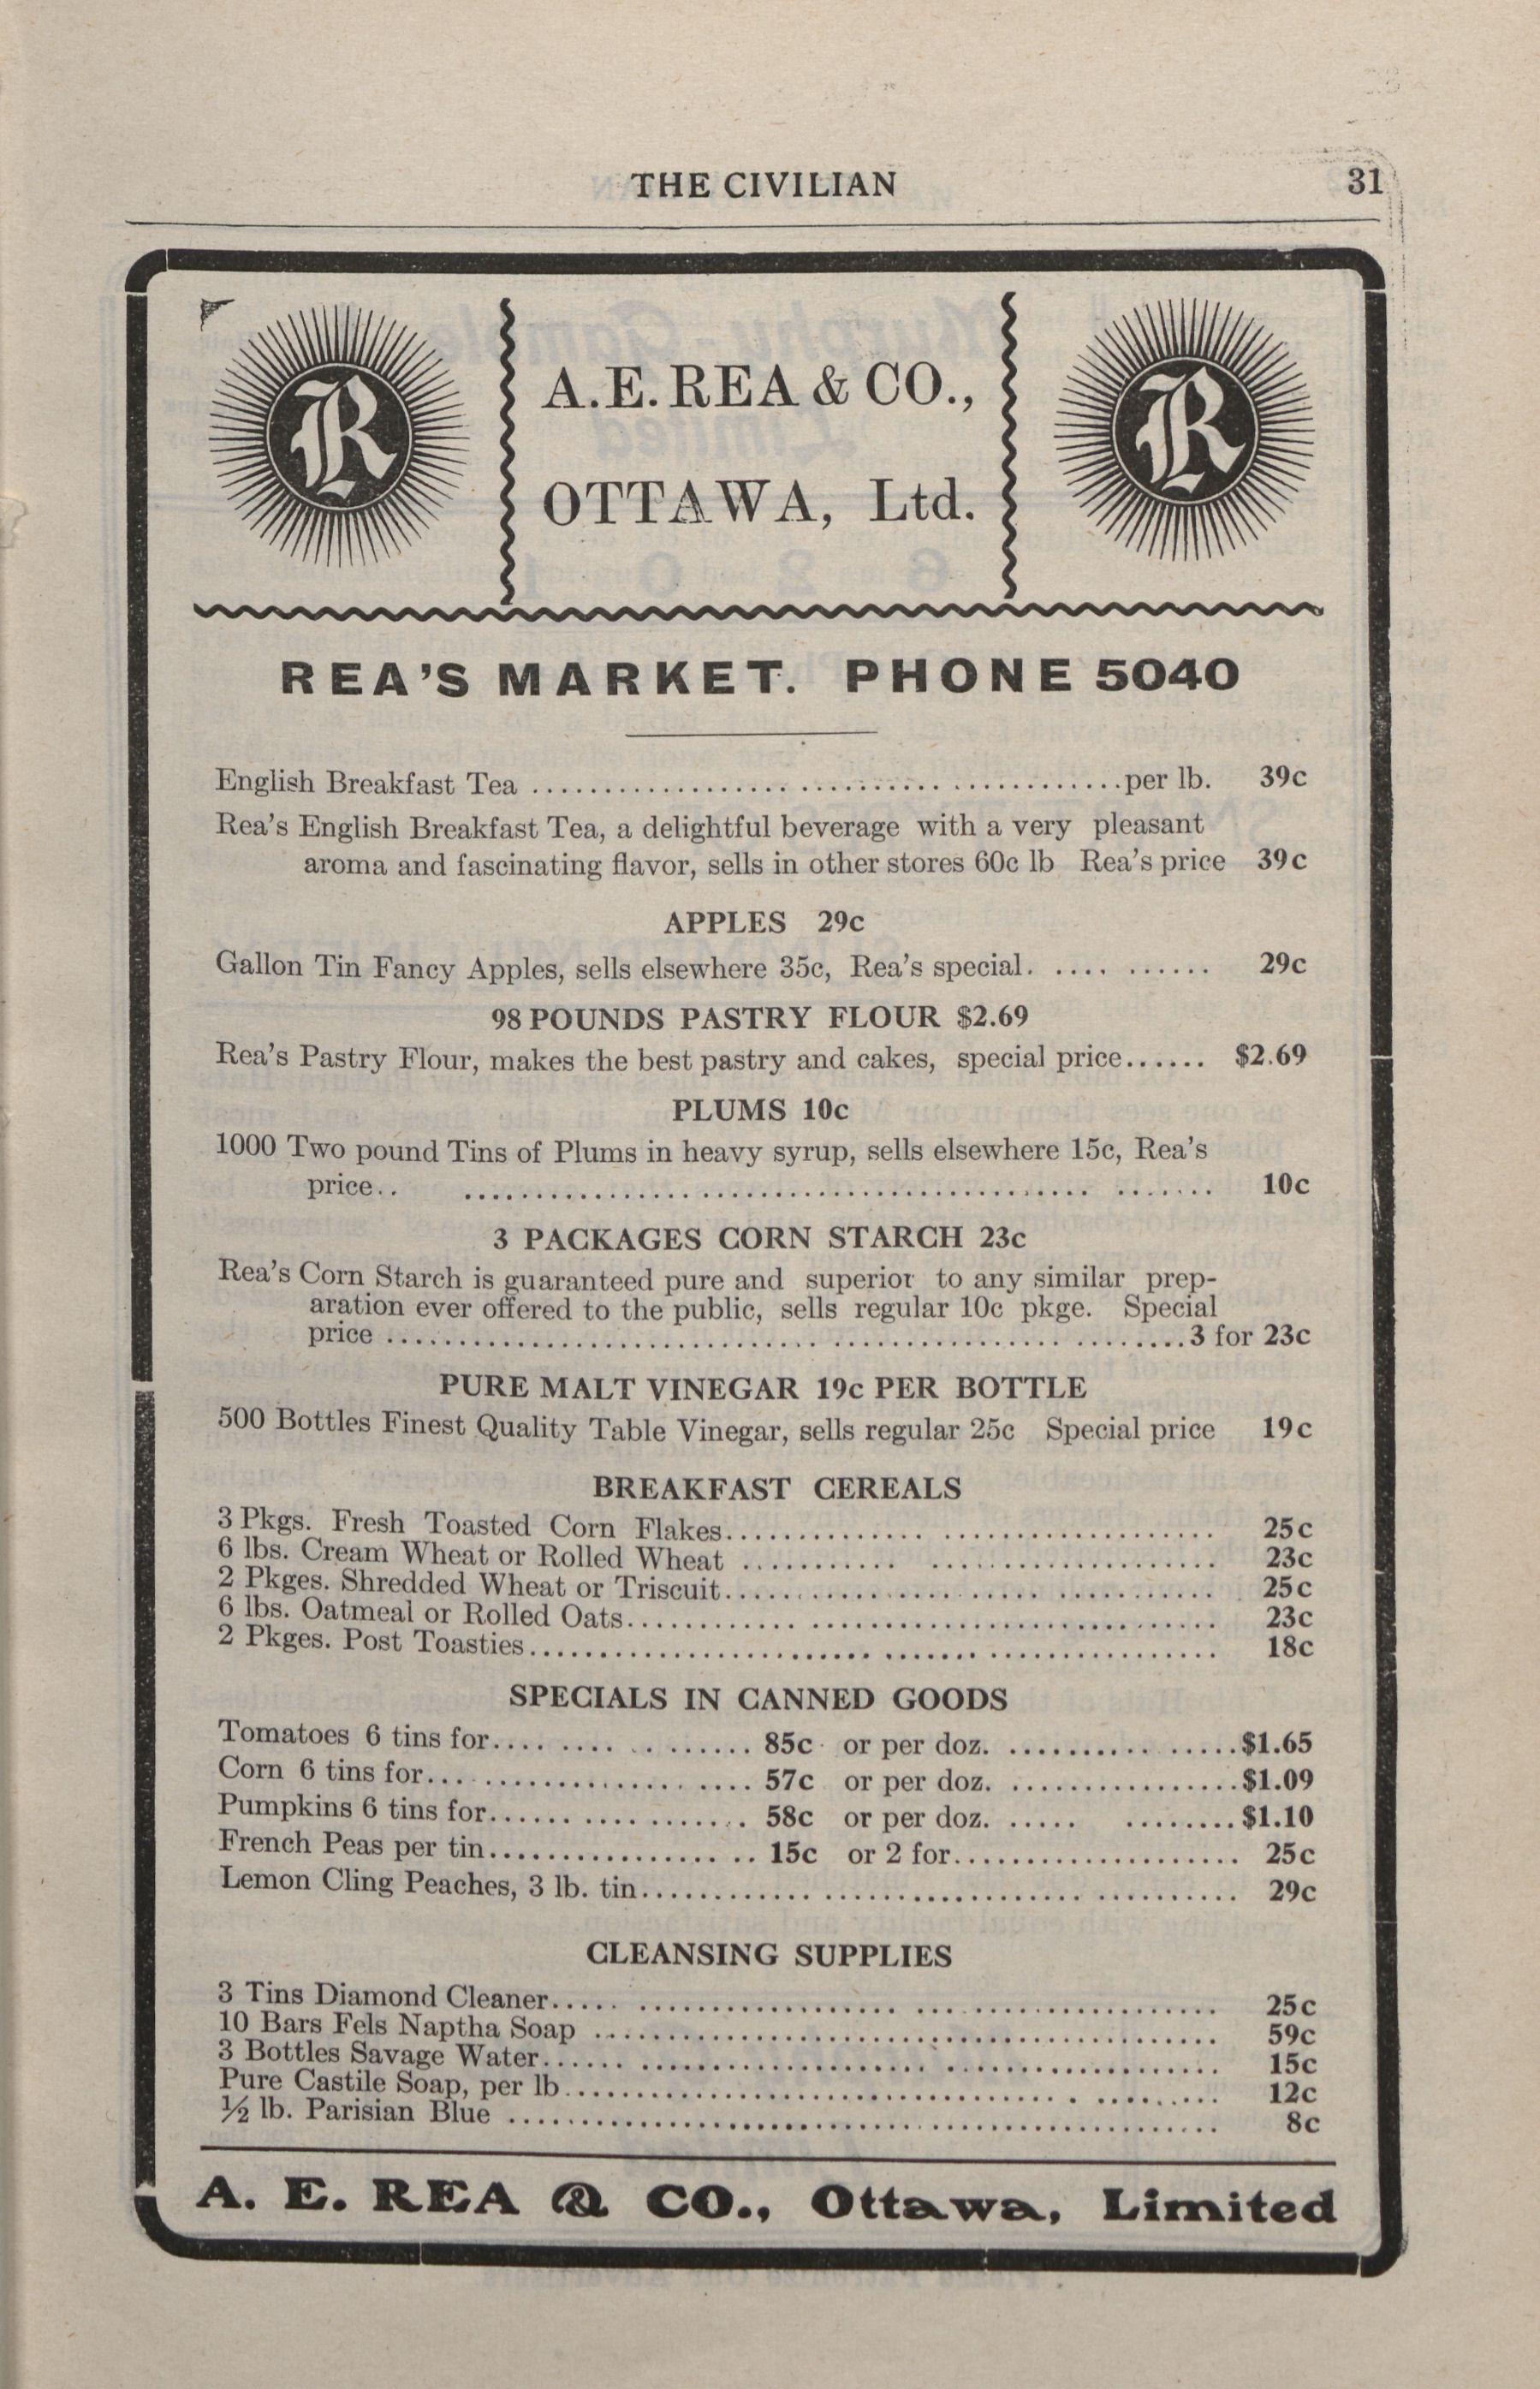 THE CIVILIAN 31
R
A.E. REA & CO.,
OTTAWA, Ltd.
R
REA'S MARKET. PHONE 5040
English Breakfast Tea ........................................ per lb. 39c
Rea's English Breakfast Tea, a delightful beverage with a very pleasant
aroma and fascinating flavor, sells in other stores 60c lb Rea's price 39c
APPLES 29c
Gallon Tin Fancy Apples, sells elsewhere 35c, Rea's special. .... ...... 29c
98 POUNDS PASTRY FLOUR $2.69
Rea's Pastry Flour, makes the best pastry and cakes, special price...... $2.69
PLUMS 10c
1000 Two pound Tins of Plums in heavy syrup, sells elsewhere 15c, Rea's
price.. .................................................. 10c
3 PACKAGES CORN STARCH 23c
Rea's Corn Starch is guaranteed pure and superior to any similar prep-
aration ever offered to the public, sells regular 10c pkge. Special
price ........................................................ 3 for 23c
PURE MALT VINEGAR 19c PER BOTTLE
500 Bottles Finest Quality Table Vinegar, sells regular 25c Special price 19c
BREAKFAST CEREALS
3 Pkgs. Fresh Toasted Corn Flakes.................................. 25c
6 lbs. Cream Wheat or Rolled Wheat ................................ 23c
2 Pkges. Shredded Wheat or Triscuit................................. 25c
6 lbs. Oatmeal or Rolled Oats........................................ 23c
2 Pkges. Post Toasties............................................... 18c
SPECIALS IN CANNED GOODS
Tomatoes 6 tins for.... .... .. ...... 85c or per doz. ............... $1.65
Corn 6 tins for... ...................... 57c or per doz. ................ $1.09
Pumpkins 6 tins for...... .... ....... 58c or per doz. ..... ........ $1.10
French Peas per tin................. .. 15c or 2 for.................... 25c
Lemon Cling Peaches, 3 lb. tin....................................... 29c
CLEANSING SUPPLIES
3 Tins Diamond Cleaner..... ........................................ 25c
10 Bars Fels Naptha Soap ........................................... 59c
3 Bottles Savage Water...... ....................................... 15c
Pure Castile Soap, per lb........................................... 12c
½ lb. Parisian Blue ................................................ 8c
A. E. REA & CO., Ottawa, Limited